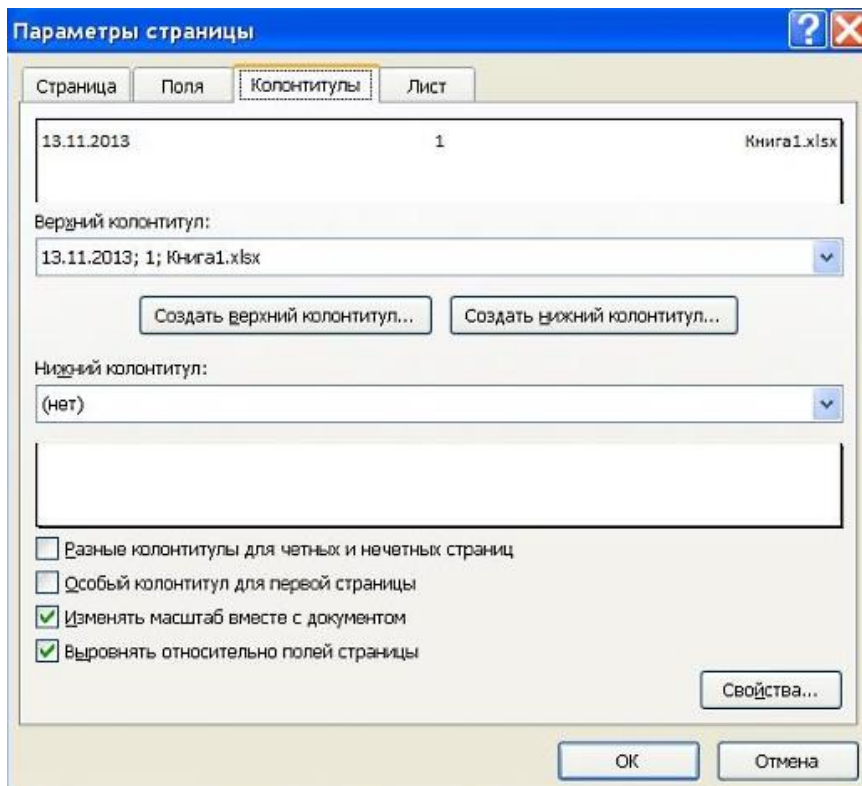 Параметры страницы
Страница Поля Колонтитулы Лист
13.11.2013 1 Книга1.xlsx
Верхний колонтитул:
13.11.2013; 1; Книга1.xlsx
Создать верхний колонтитул... Создать нижний колонтитул...
Нижний колонтитул:
(нет)
Разные колонтитулы для четных и нечетных страниц
Особый колонтитул для первой страницы
Изменять масштаб вместе с документом
Выровнять относительно полей страницы
Свойства...
ОК Отмена